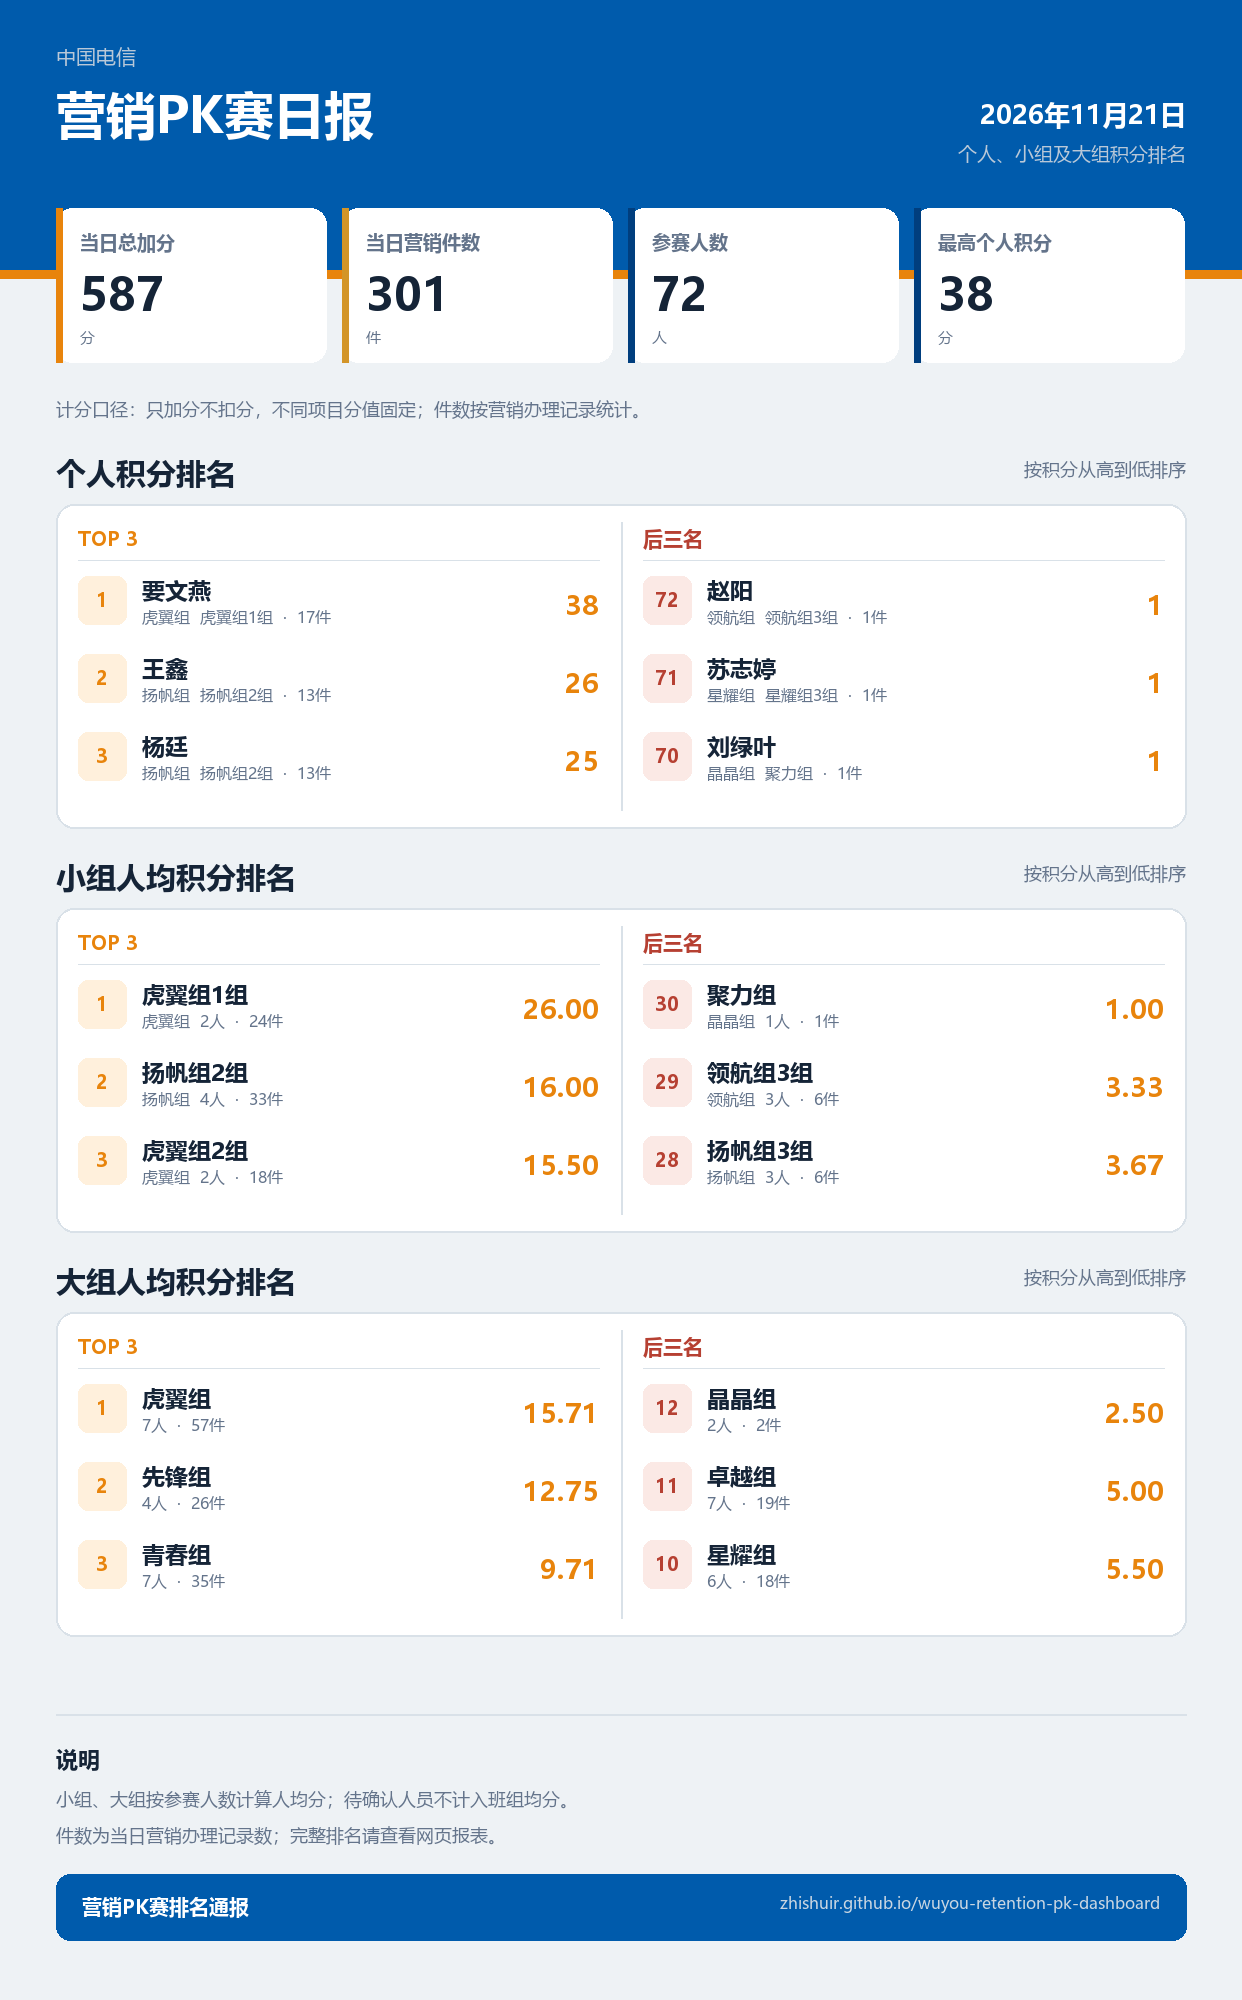 中国电信
营销PK赛日报
2026年11月21日
个人、小组及大组积分排名
当日总加分
587
分
当日营销件数
301
件
参赛人数
72
人
最高个人积分
38
分
计分口径：只加分不扣分，不同项目分值固定；件数按营销办理记录统计。
个人积分排名
按积分从高到低排序
TOP 3
1
要文燕
虎翼组 虎翼组1组 · 17件
38
2
王鑫
扬帆组 扬帆组2组 · 13件
26
3
杨廷
扬帆组 扬帆组2组 · 13件
25
后三名
72
赵阳
领航组 领航组3组 · 1件
1
71
苏志婷
星耀组 星耀组3组 · 1件
1
70
刘绿叶
晶晶组 聚力组 · 1件
1
小组人均积分排名
按积分从高到低排序
TOP 3
1
虎翼组1组
虎翼组 2人 · 24件
26.00
2
扬帆组2组
扬帆组 4人 · 33件
16.00
3
虎翼组2组
虎翼组 2人 · 18件
15.50
后三名
30
聚力组
晶晶组 1人 · 1件
1.00
29
领航组3组
领航组 3人 · 6件
3.33
28
扬帆组3组
扬帆组 3人 · 6件
3.67
大组人均积分排名
按积分从高到低排序
TOP 3
1
虎翼组
7人 · 57件
15.71
2
先锋组
4人 · 26件
12.75
3
青春组
7人 · 35件
9.71
后三名
12
晶晶组
2人 · 2件
2.50
11
卓越组
7人 · 19件
5.00
10
星耀组
6人 · 18件
5.50
说明
小组、大组按参赛人数计算人均分；待确认人员不计入班组均分。
件数为当日营销办理记录数；完整排名请查看网页报表。
营销PK赛排名通报
zhishuir.github.io/wuyou-retention-pk-dashboard